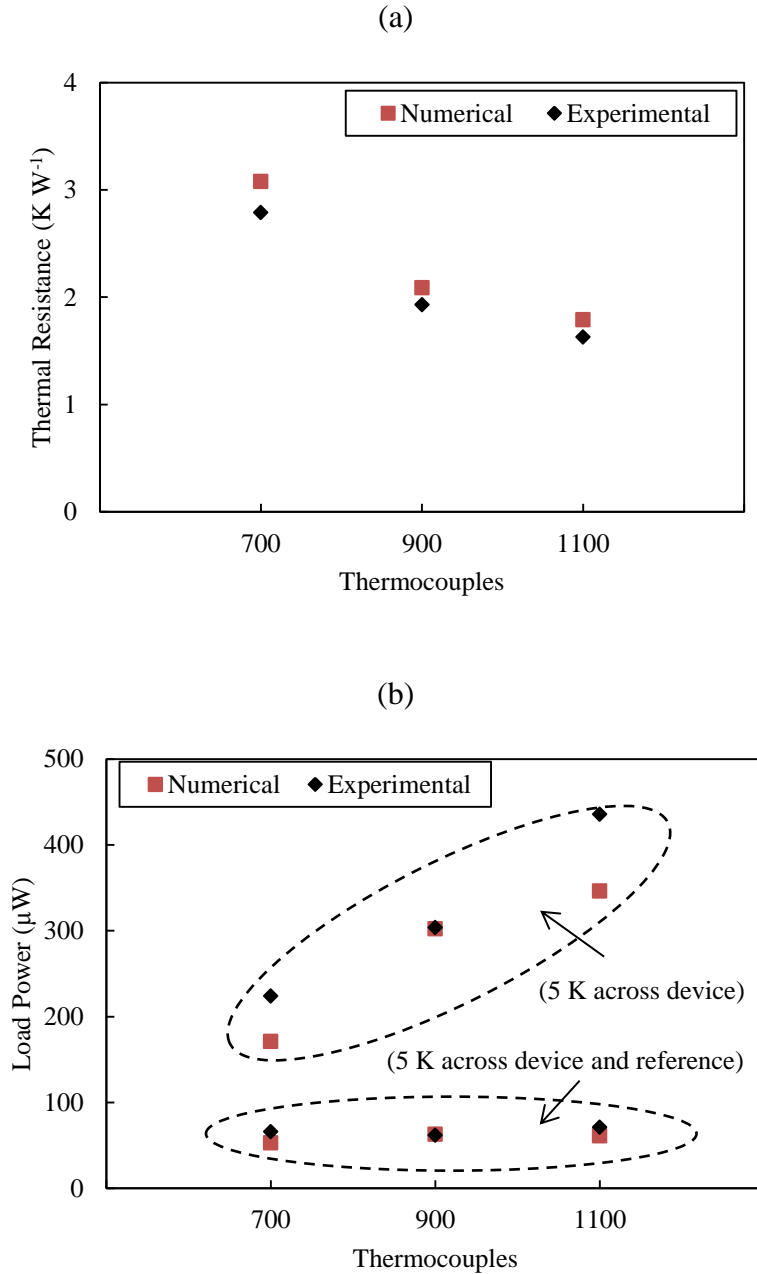 (a)
4
Numerical Experimental
3
2
1
0
Thermal Resistance (K W-1)
700 900 1100
Thermocouples
(b)
500
Numerical Experimental
400
300
(5 K across device)
200
(5 K across device and reference)
100
0
Load Power (µW)
700 900 1100
Thermocouples